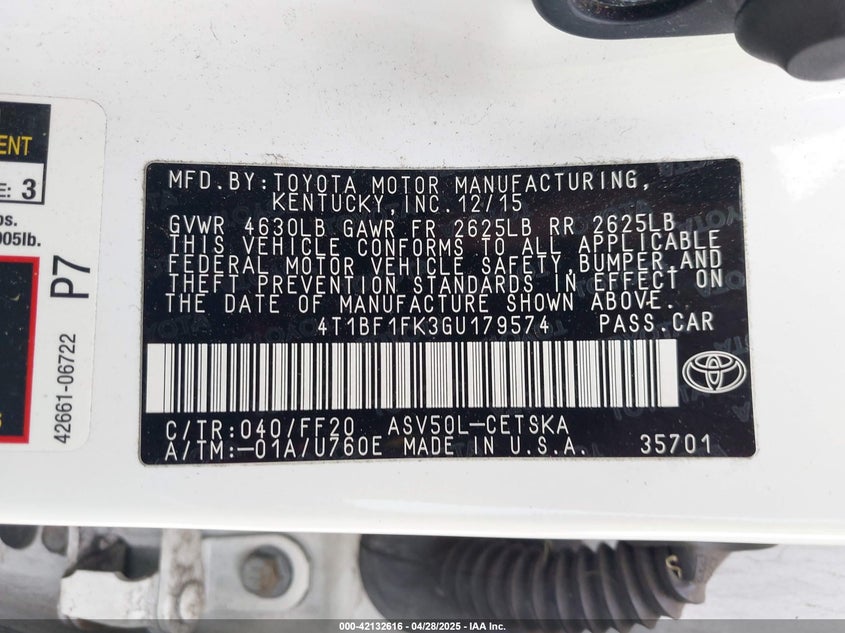 MFD.BY:TOYOTA MOTOR MANUFACTURING,
KENTUCKY, INC. 12/15
GVWR 4630LB GAWR FR 2625LB RR 2625LB
THIS VEHICLE CONFORMS TO ALL APPLICABLE
FEDERAL MOTOR VEHICLE SAFETY,BUMPER,AND
THEFT PREVENTION STANDARDS IN EFFECT ON
THE DATE OF MANUFACTURE SHOWN ABOVE.
4T1BF1FK3GU179574 PASS.CAR
C/TR:040/FF20 ASV50L-CETSKA
A/TM:-01A/U760E MADE IN U.S.A. 35701
ENT
E: 3
os.
905lb.
P7
42661-06722
000-42132616 - 04/28/2025 - IAA Inc.